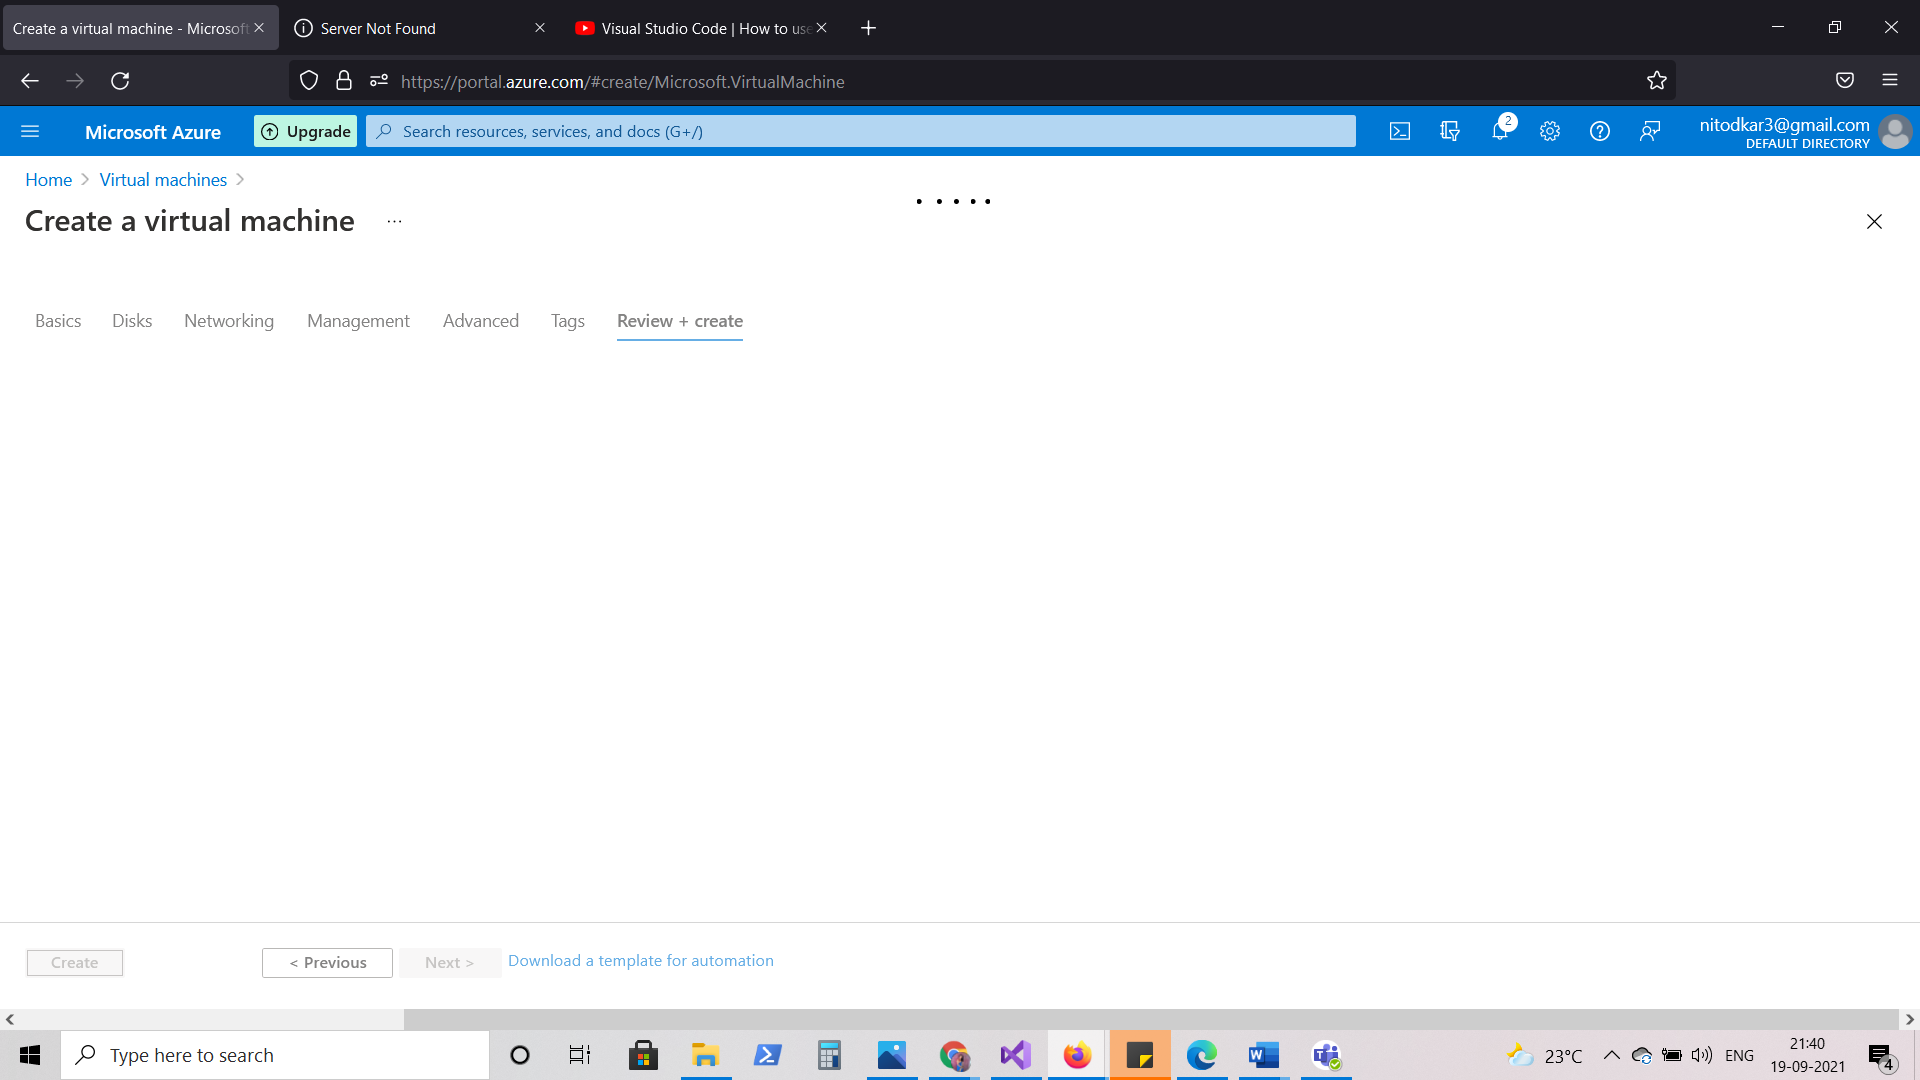 Create a virtual machine - Microsoft
Server Not Found
Visual Studio Code | How to use
https://portal.azure.com/#create/Microsoft.VirtualMachine
Microsoft Azure
Upgrade
Search resources, services, and docs (G+/)
2
nitodkar3@gmail.com
DEFAULT DIRECTORY
Home > Virtual machines >
Create a virtual machine ...
Basics Disks Networking Management Advanced Tags Review + create
Create
< Previous
Next >
Download a template for automation
Type here to search
23°C
ENG
21:40
19-09-2021
4